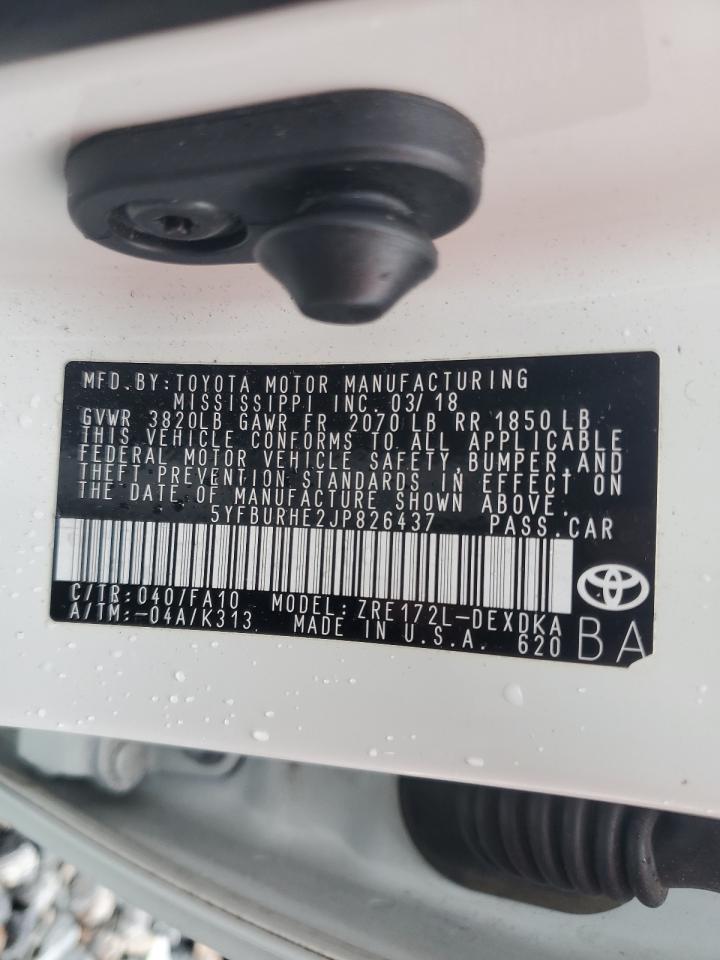 MFD. BY: TOYOTA MOTOR MANUFACTURING
MISSISSIPPI INC. 03/18
GVWR 3820LB GAWR FR 2070 LB RR 1850 LB
THIS VEHICLE CONFORMS TO ALL APPLICABLE
FEDERAL MOTOR VEHICLE SAFETY, BUMPER, AND
THEFT PREVENTION STANDARDS IN EFFECT ON
THE DATE OF MANUFACTURE SHOWN ABOVE.
5YFBURHE2JP826437 PASS. CAR
C/TR: 040/FA10 MODEL: ZRE172L-DEXDKA
A/TM:-04A/K313 MADE IN U.S.A. 620 BA